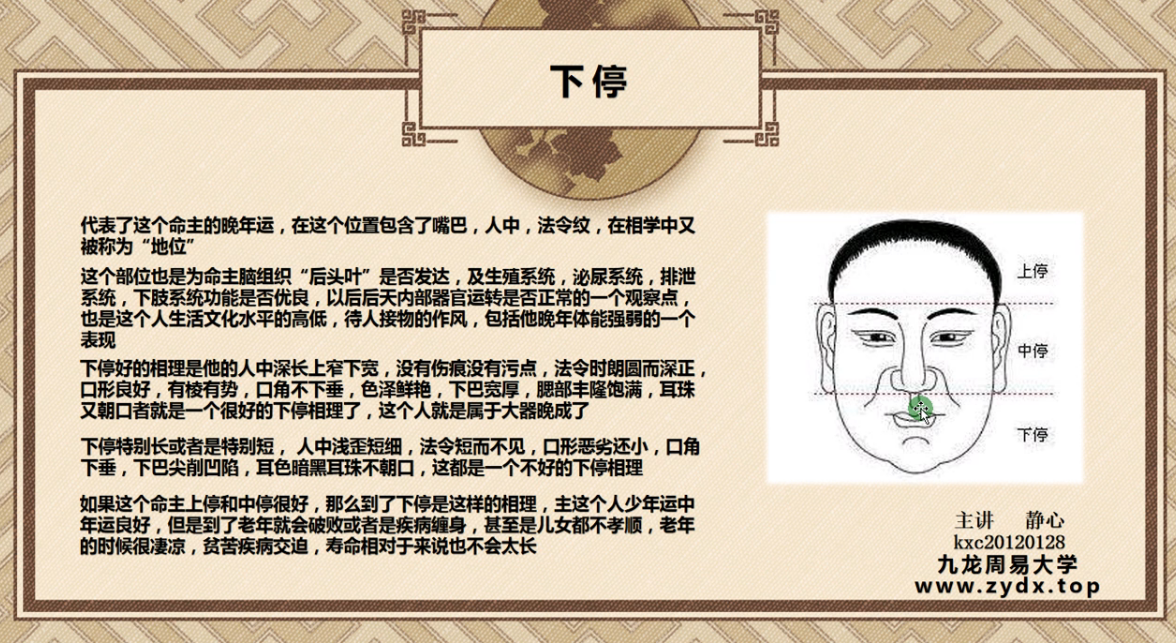 下停
代表了这个命主的晚年运，在这个位置包含了嘴巴，人中，法令纹，在相学中又
被称为“地位”
这个部位也是为命主脑组织“后头叶”是否发达，及生殖系统，泌尿系统，排泄
系统，下肢系统功能是否优良，以后后天内部器官运转是否正常的一个观察点，
也是这个人生活文化水平的高低，待人接物的作风，包括他晚年体能强弱的一个
表现
下停好的相理是他的人中深长上窄下宽，没有伤痕没有污点，法令时朗圆而深正，
口形良好，有棱有势，口角不下垂，色泽鲜艳，下巴宽厚，腮部丰隆饱满，耳珠
又朝口者就是一个很好的下停相理了，这个人就是属于大器晚成了
下停特别长或者是特别短， 人中浅歪短细，法令短而不见，口形恶劣还小，口角
下垂，下巴尖削凹陷，耳色暗黑耳珠不朝口，这都是一个不好的下停相理
如果这个命主上停和中停很好，那么到了下停是这样的相理，主这个人少年运中
年运良好，但是到了老年就会破败或者是疾病缠身，甚至是儿女都不孝顺，老年
的时候很凄凉，贫苦疾病交迫，寿命相对于来说也不会太长
上停
中停
下停
主讲 静心
kxc20120128
九龙周易大学
www.zydx.top